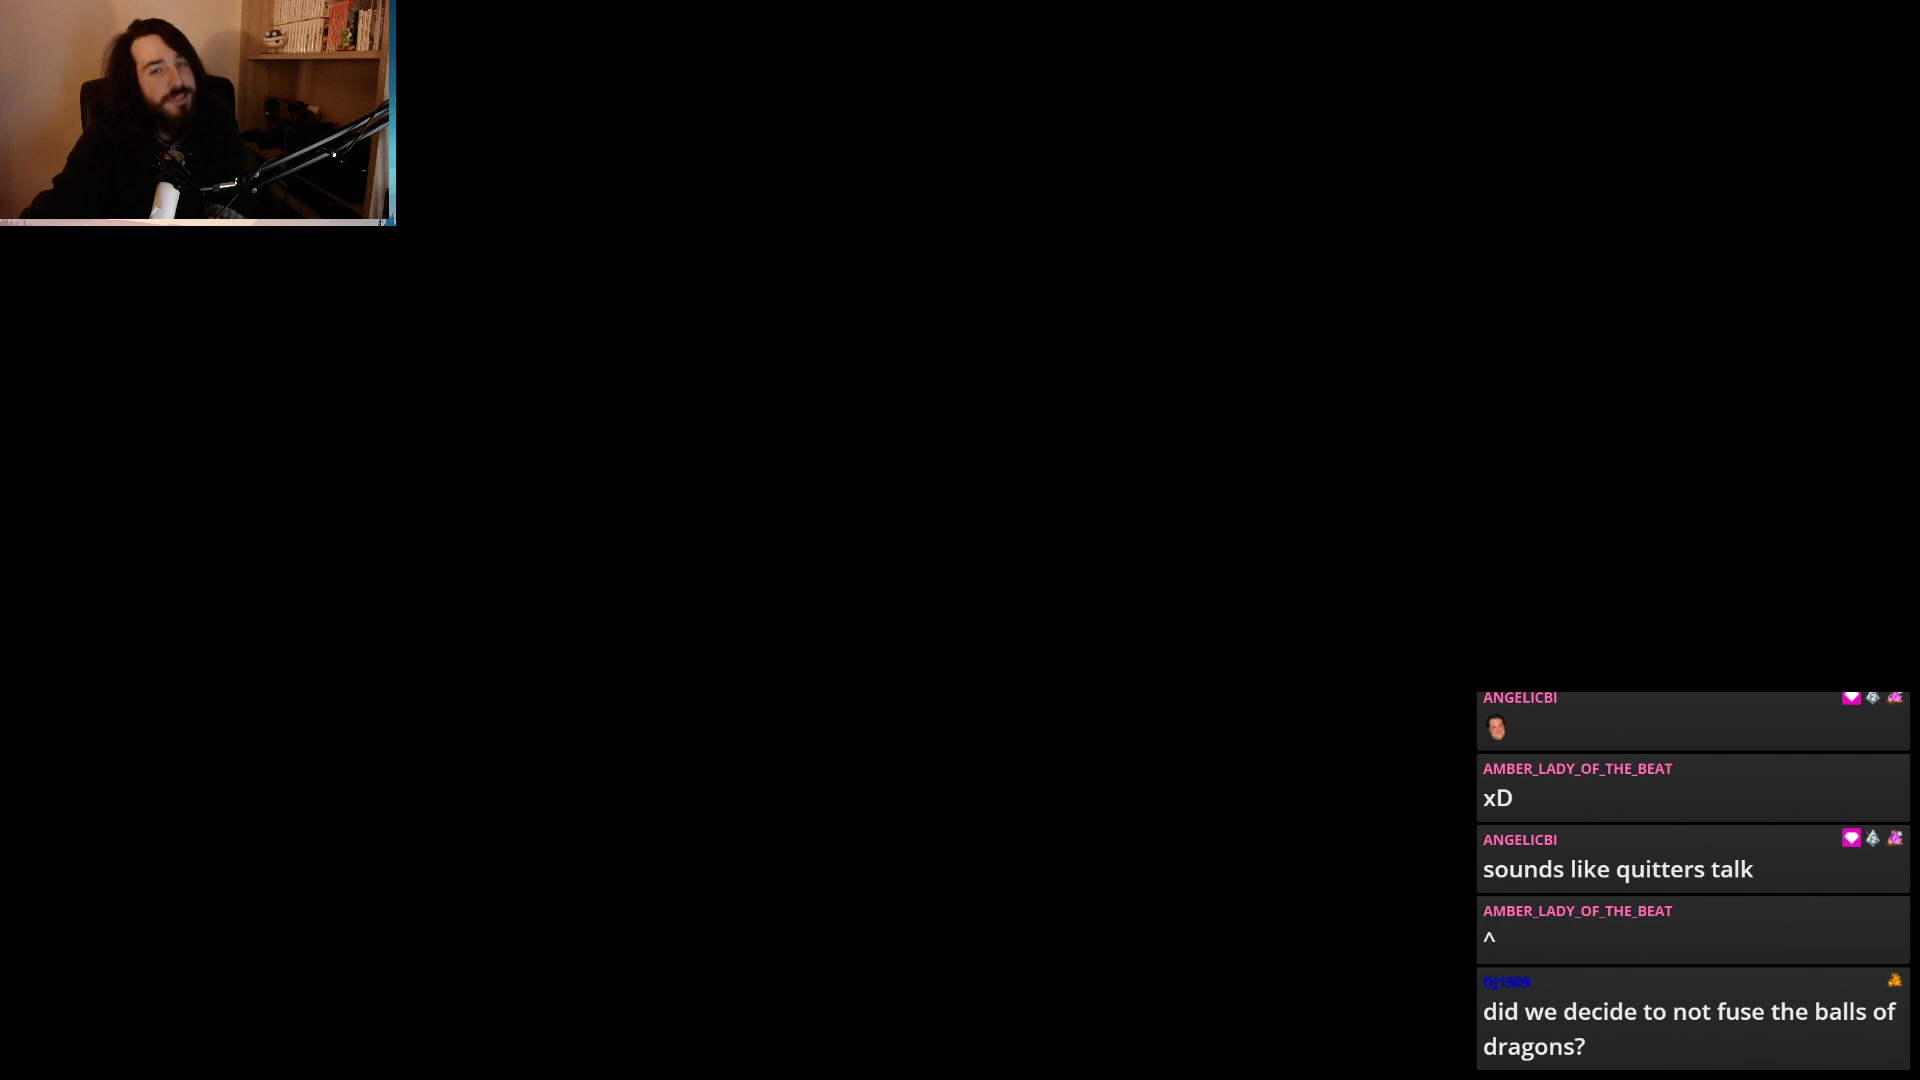 ANGELICBI
AMBER_LADY_OF_THE_BEAT
xD
ANGELICBI
sounds like quitters talk
AMBER_LADY_OF_THE_BEAT
^
DJ1909
did we decide to not fuse the balls of
dragons?